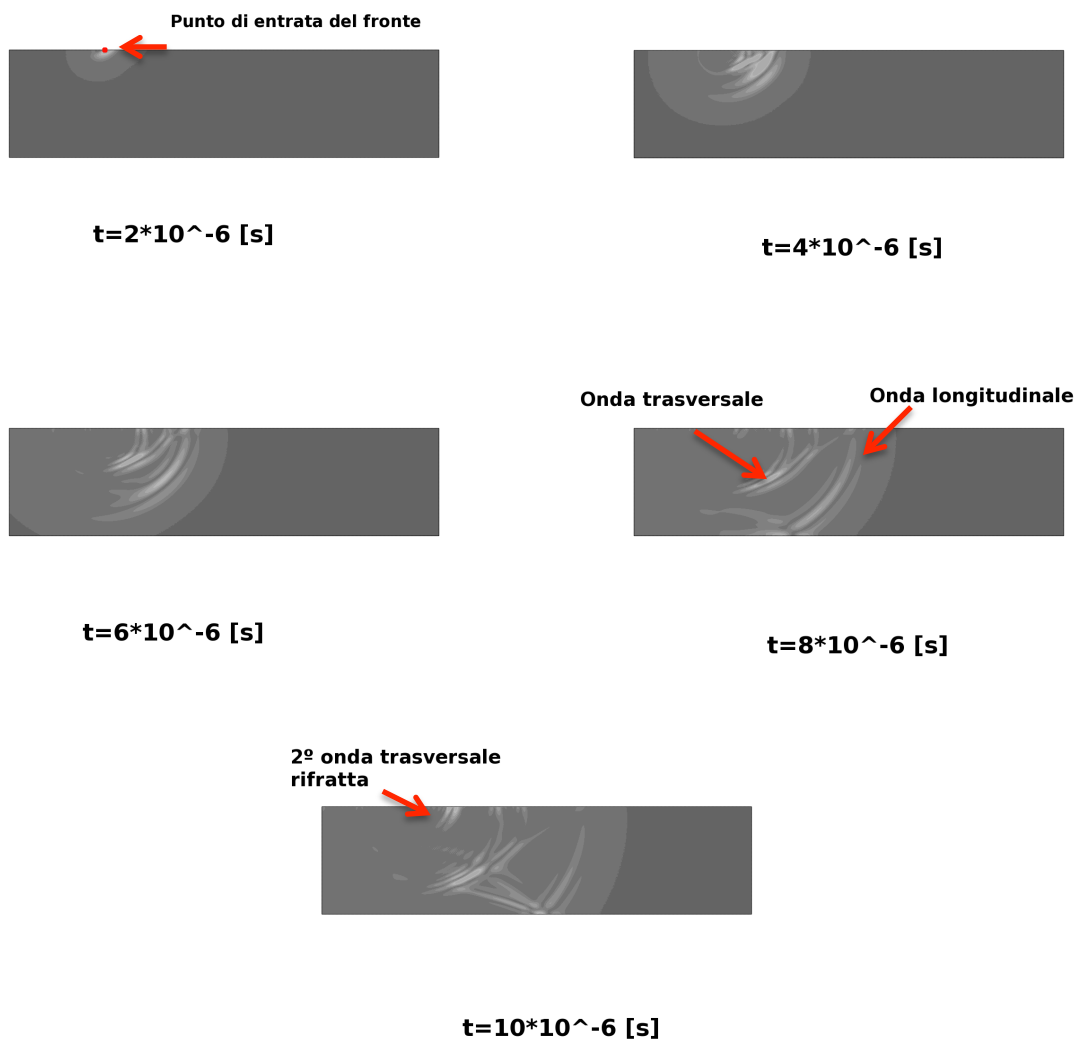 Punto di entrata del fronte
t=2*10^-6 [s]
t=4*10^-6 [s]
Onda trasversale
Onda longitudinale
t=6*10^-6 [s]
t=8*10^-6 [s]
2º onda trasversale
rifratta
t=10*10^-6 [s]